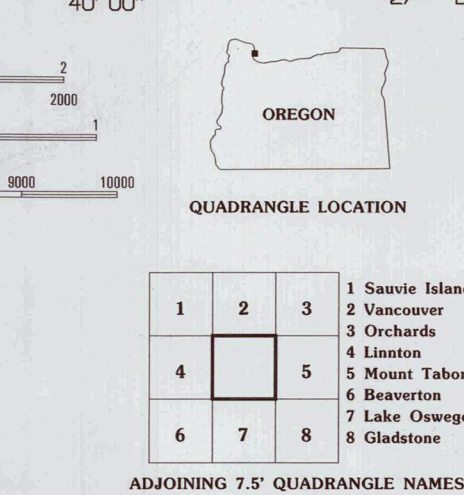 40' 00"
2
2000
1
9000 10000
OREGON
QUADRANGLE LOCATION
1 2 3
4 5
6 7 8
1 Sauvie Islan
2 Vancouver
3 Orchards
4 Linnton
5 Mount Tabor
6 Beaverton
7 Lake Osweg
8 Gladstone
ADJOINING 7.5' QUADRANGLE NAMES